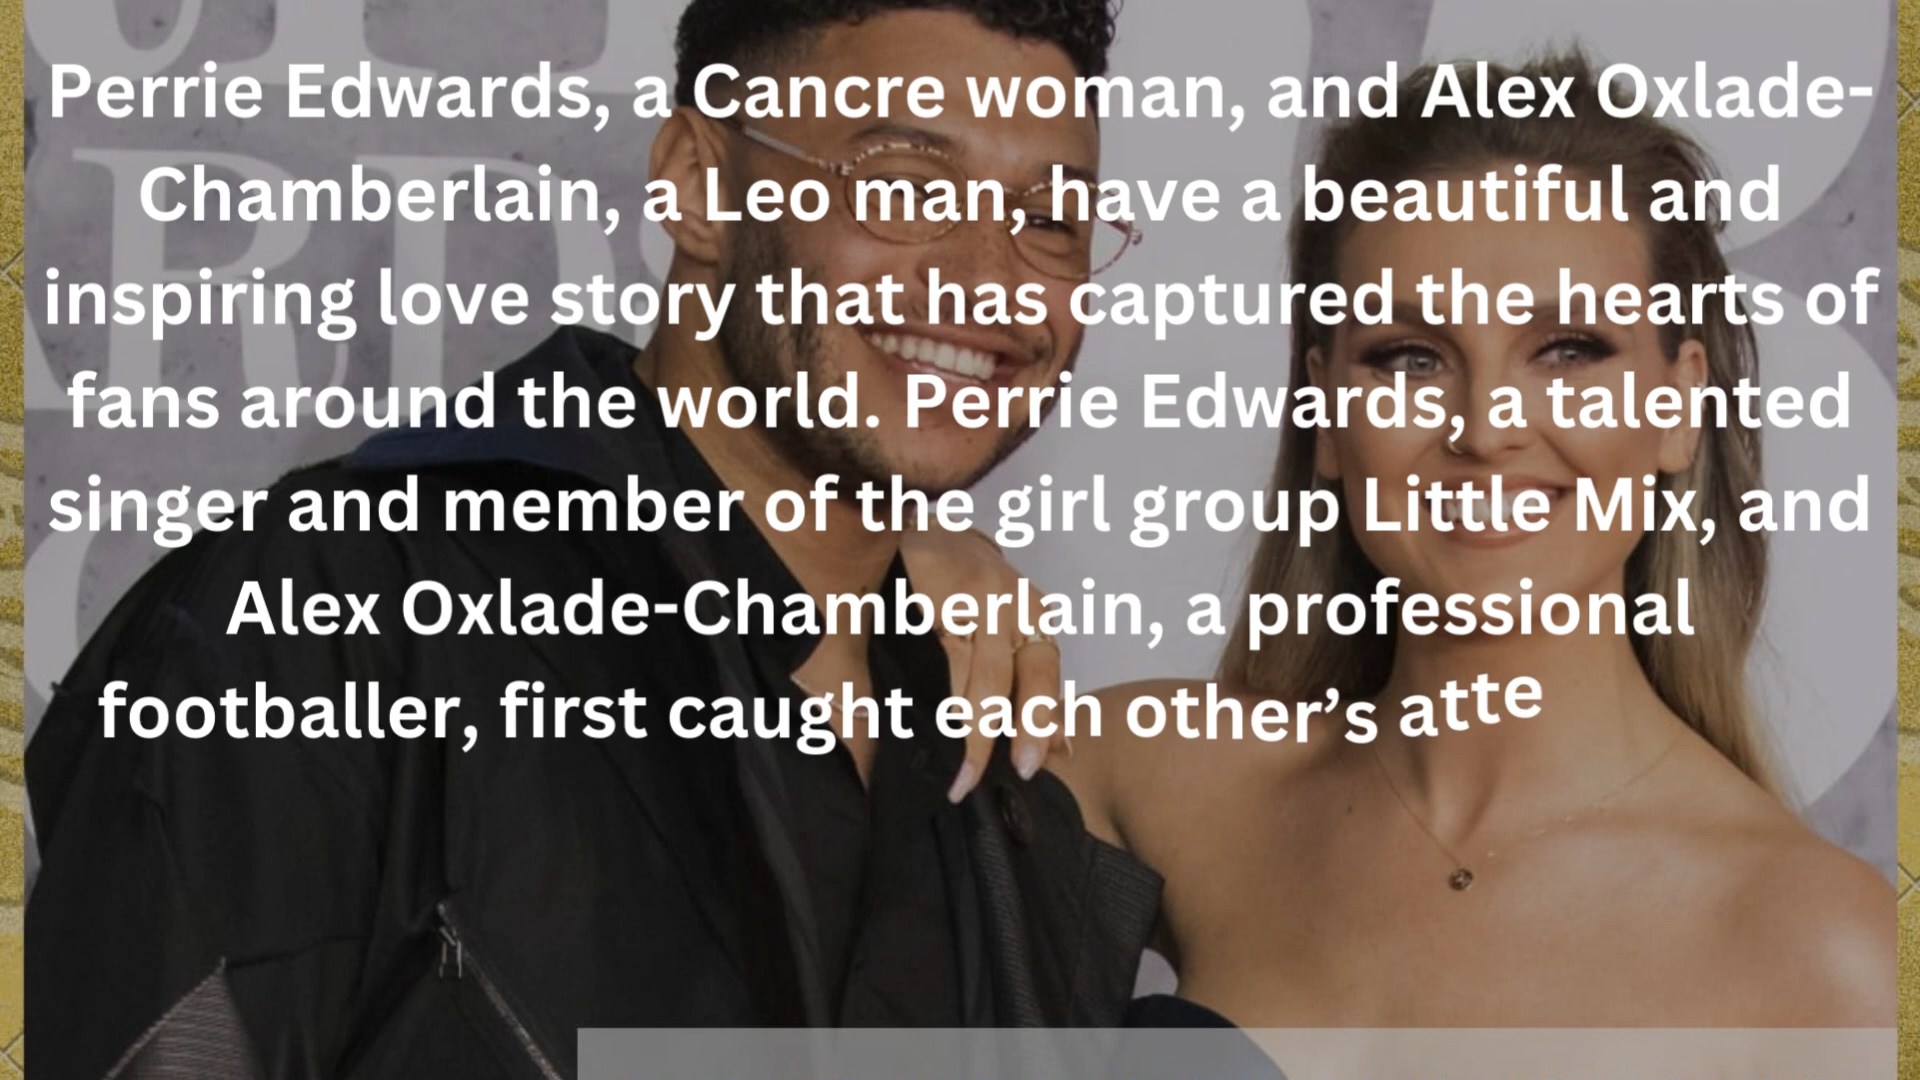 Perrie Edwards, a Cancre woman, and Alex Oxlade-
Chamberlain, a Leo man, have a beautiful and
inspiring love story that has captured the hearts of
fans around the world. Perrie Edwards, a talented
singer and member of the girl group Little Mix, and
Alex Oxlade-Chamberlain, a professional
footballer, first caught each other’s atte